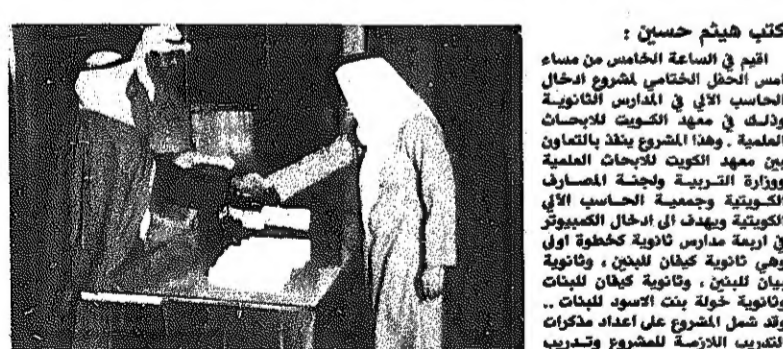 كتب هيثم حسين :
اقيم في الساعة الخامس من مساء
امس الحفل الختامي لمشروع ادخال
الحاسب الآلي في المدارس الثانوية
وذلك في معهد الكويت للابحاث
العلمية . وهذا المشروع ينفذ بالتعاون
بين معهد الكويت للابحاث العلمية
ووزارة التربية ولجنة المصارف
الكويتية وجمعية الحاسب الآلي
الكويتية ويهدف الى ادخال الكمبيوتر
في اربعة مدارس ثانوية كخطوة اولى
وهي ثانوية كيفان للبنين ، وثانوية
بيان للبنين ، وثانوية كيفان للبنات
وثانوية خولة بنت الاسود للبنات ..
وقد شمل المشروع على اعداد مذكرات
التدريب اللازمة للمشروع وتدريب